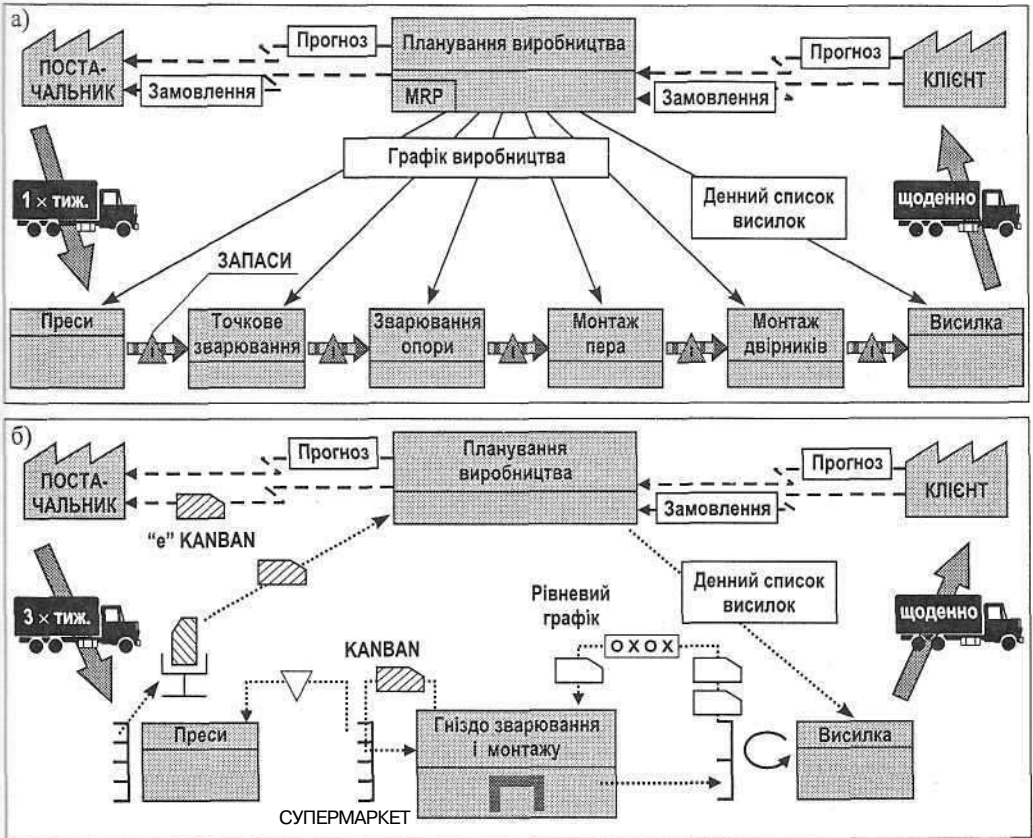 а)
ПОСТА-
ЧАЛЬНИК
Прогноз
Замовлення
Планування виробництва
MRP
Прогноз
Замовлення
КЛІЄНТ
Графік виробництва
1 × тиж.
Денний список
висилок
щоденно
ЗАПАСИ
Преси
Точкове
зварювання
Зварювання
опори
Монтаж
пера
Монтаж
двірників
Висилка
б)
ПОСТА-
ЧАЛЬНИК
Прогноз
"е" KANBAN
Планування
виробництва
Прогноз
Замовлення
КЛІЄНТ
3 × тиж.
Рівневий
графік
Денний список
висилок
щоденно
O X O X
KANBAN
Преси
Гніздо зварювання
і монтажу
Висилка
СУПЕРМАРКЕТ